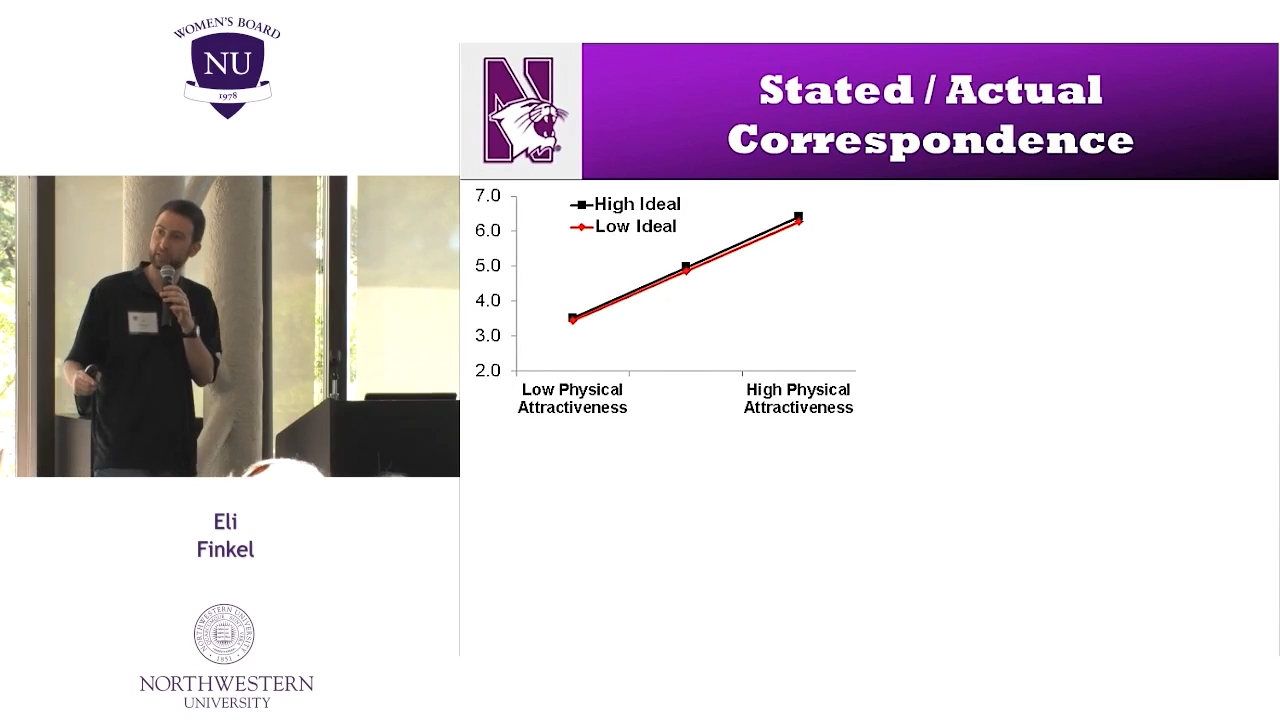 WOMEN'S BOARD
NU
1978
Stated / Actual
Correspondence
7.0
6.0
5.0
4.0
3.0
2.0
High Ideal
Low Ideal
Low Physical
Attractiveness
High Physical
Attractiveness
Eli
Finkel
NORTHWESTERN
UNIVERSITY